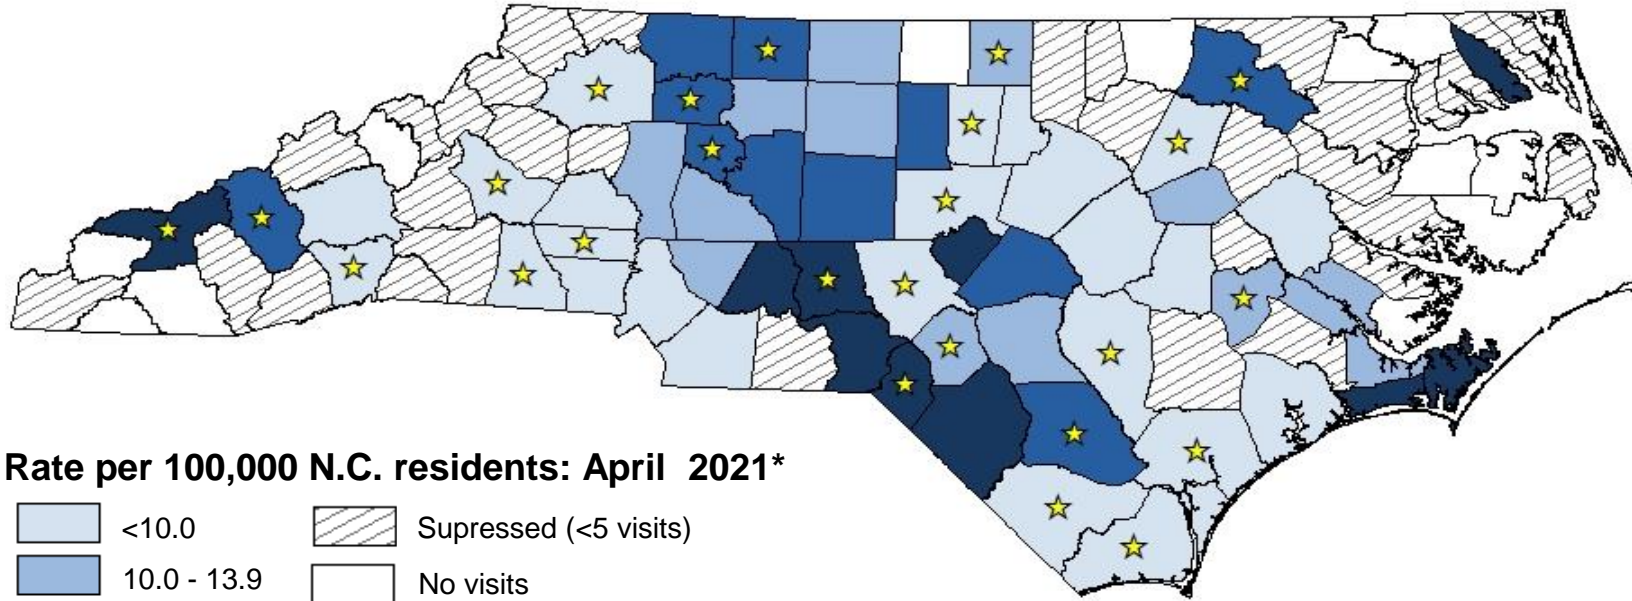 Rate per 100,000 N.C. residents: April 2021*
<10.0
Supressed (<5 visits)
10.0 - 13.9
No visits